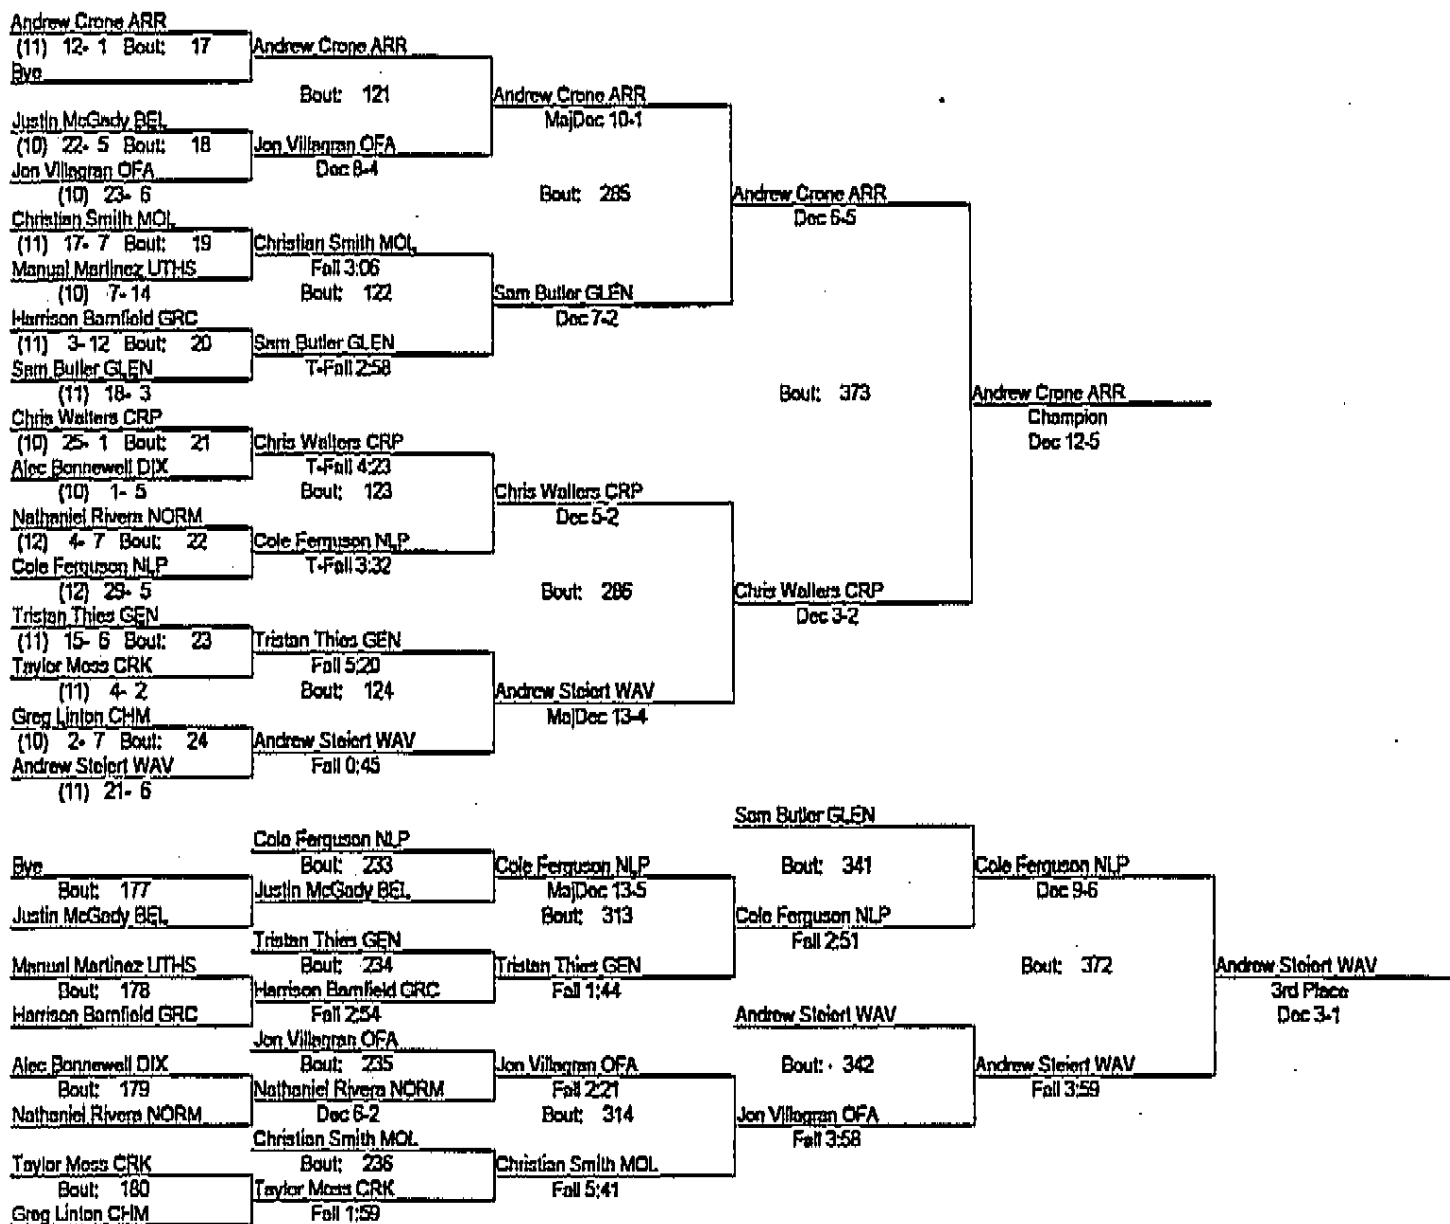 Andrew Crone ARR
(11) 12- 1 Bout: 17
Bye
Andrew Crone ARR
Bout: 121
Justin McGady BEL
(10) 22- 5 Bout: 18
Jon Villagran OFA
(10) 23- 6
Jon Villagran OFA
Dec 8-4
Andrew Crone ARR
MajDec 10-1
Bout: 285
Christian Smith MOL
(11) 17- 7 Bout: 19
Manual Martinez UTHS
(10) 7- 14
Christian Smith MOL
Fall 3:06
Bout: 122
Harrison Bamfield GRC
(11) 3- 12 Bout: 20
Sam Butler GLEN
(11) 18- 3
Sam Butler GLEN
T-Fall 2:58
Sam Butler GLEN
Dec 7-2
Andrew Crone ARR
Dec 6-5
Bout: 373
Chris Walters CRP
(10) 25- 1 Bout: 21
Alec Bonnewell DIX
(10) 1- 5
Chris Wallers CRP
T-Fall 4:23
Bout: 123
Nathaniel Rivera NORM
(12) 4- 7 Bout: 22
Cole Ferguson NLP
(12) 29- 5
Cole Ferguson NLP
T-Fall 3:32
Chris Wallers CRP
Dec 5-2
Bout: 286
Tristan Thies GEN
(11) 15- 6 Bout: 23
Taylor Moss CRK
(11) 4- 2
Tristan Thies GEN
Fall 5:20
Bout: 124
Greg Linton CHM
(10) 2- 7 Bout: 24
Andrew Steiert WAV
(11) 21- 6
Andrew Steiert WAV
Fall 0:45
Andrew Steiert WAV
MajDec 13-4
Chris Wallers CRP
Dec 3-2
Andrew Crone ARR
Champion
Dec 12-5
Bye
Bout: 177
Justin McGady BEL
Cole Ferguson NLP
Bout: 233
Justin McGady BEL
Cole Ferguson NLP
MajDec 13-5
Bout: 313
Manual Martinez UTHS
Bout: 178
Harrison Bamfield GRC
Tristan Thies GEN
Bout: 234
Harrison Bamfield GRC
Fall 2:54
Tristan Thies GEN
Fall 1:44
Sam Butler GLEN
Bout: 341
Cole Ferguson NLP
Fall 2:51
Cole Ferguson NLP
Dec 9-6
Bout: 372
Alec Bonnewell DIX
Bout: 179
Nathaniel Rivera NORM
Jon Villagran OFA
Bout: 235
Nathaniel Rivera NORM
Dec 6-2
Jon Villagran OFA
Fall 2:21
Bout: 314
Taylor Moss CRK
Bout: 180
Greg Linton CHM
Christian Smith MOL
Bout: 236
Taylor Moss CRK
Fall 1:59
Christian Smith MOL
Fall 5:41
Andrew Steiert WAV
Bout: 342
Jon Villagran OFA
Fall 3:58
Andrew Steiert WAV
Fall 3:59
Andrew Steiert WAV
3rd Place
Dec 3-1